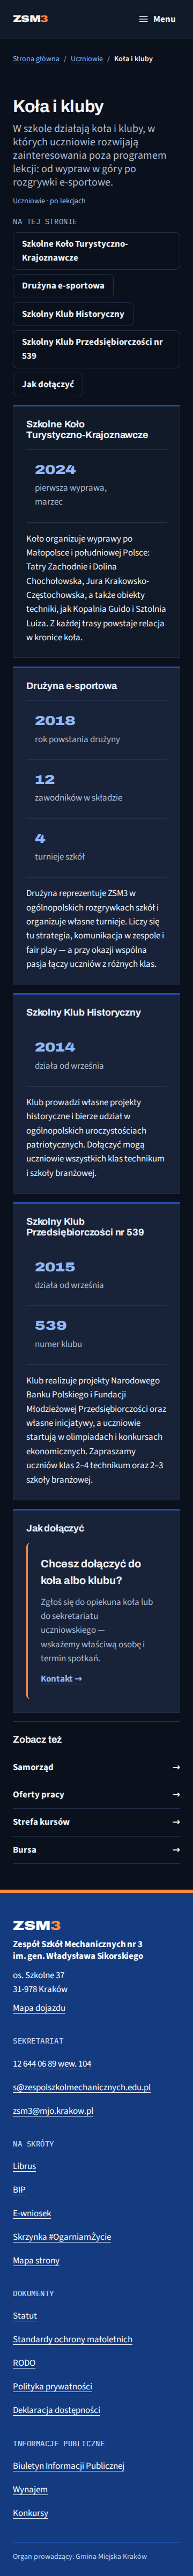 ZSM3
Menu
Strona główna / Uczniowie / Koła i kluby
Koła i kluby
W szkole działają koła i kluby, w
których uczniowie rozwijają
zainteresowania poza programem
lekcji: od wypraw w góry po
rozgrywki e-sportowe.
Uczniowie · po lekcjach
NA TEJ STRONIE
Szkolne Koło Turystyczno-
Krajoznawcze
Drużyna e-sportowa
Szkolny Klub Historyczny
Szkolny Klub Przedsiębiorczości nr
539
Jak dołączyć
Szkolne Koło
Turystyczno-Krajoznawcze
2024
pierwsza wyprawa,
marzec
Koło organizuje wyprawy po
Małopolsce i południowej Polsce:
Tatry Zachodnie i Dolina
Chochołowska, Jura Krakowsko-
Częstochowska, a także obiekty
techniki, jak Kopalnia Guido i Sztolnia
Luiza. Z każdej trasy powstaje relacja
w kronice koła.
Drużyna e-sportowa
2018
rok powstania drużyny
12
zawodników w składzie
4
turnieje szkół
Drużyna reprezentuje ZSM3 w
ogólnopolskich rozgrywkach szkół i
organizuje własne turnieje. Liczy się
tu strategia, komunikacja w zespole i
fair play — a przy okazji wspólna
pasja łączy uczniów z różnych klas.
Szkolny Klub Historyczny
2014
działa od września
Klub prowadzi własne projekty
historyczne i bierze udział w
ogólnopolskich uroczystościach
patriotycznych. Dołączyć mogą
uczniowie wszystkich klas technikum
i szkoły branżowej.
Szkolny Klub
Przedsiębiorczości nr 539
2015
działa od września
539
numer klubu
Klub realizuje projekty Narodowego
Banku Polskiego i Fundacji
Młodzieżowej Przedsiębiorczości oraz
własne inicjatywy, a uczniowie
startują w olimpiadach i konkursach
ekonomicznych. Zapraszamy
uczniów klas 2–4 technikum oraz 2–3
szkoły branżowej.
Jak dołączyć
Chcesz dołączyć do
koła albo klubu?
Zgłoś się do opiekuna koła lub
do sekretariatu
uczniowskiego —
wskażemy właściwą osobę i
termin spotkań.
Kontakt →
Zobacz też
Samorząd →
Oferty pracy →
Strefa kursów →
Bursa →
ZSM3
Zespół Szkół Mechanicznych nr 3
im. gen. Władysława Sikorskiego
os. Szkolne 37
31-978 Kraków
Mapa dojazdu
SEKRETARIAT
12 644 06 89 wew. 104
s@zespolszkolmechanicznych.edu.pl
zsm3@mjo.krakow.pl
NA SKRÓTY
Librus
BIP
E-wniosek
Skrzynka #OgarniamŻycie
Mapa strony
DOKUMENTY
Statut
Standardy ochrony małoletnich
RODO
Polityka prywatności
Deklaracja dostępności
INFORMACJE PUBLICZNE
Biuletyn Informacji Publicznej
Wynajem
Konkursy
Organ prowadzący: Gmina Miejska Kraków